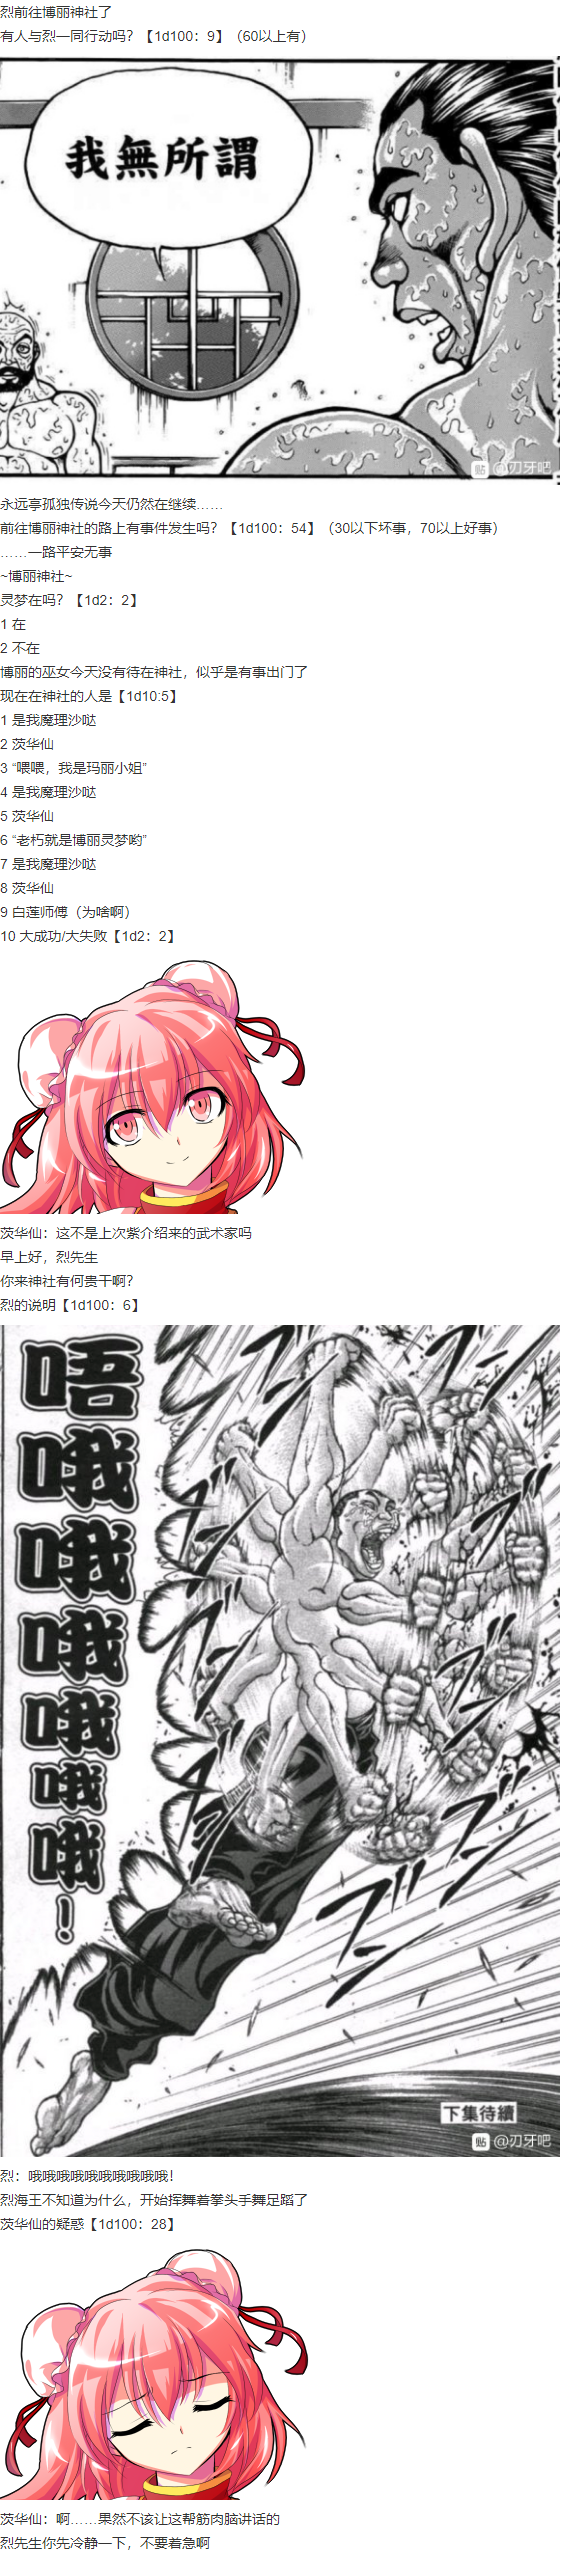 烈前往博丽神社了
有人与烈一同行动吗？【1d100：9】（60以上有）
我無所謂
贴 @刃牙吧
永远亭孤独传说今天仍然在继续……
前往博丽神社的路上有事件发生吗？【1d100：54】（30以下坏事，70以上好事）
……一路平安无事
~博丽神社~
灵梦在吗？【1d2：2】
1 在
2 不在
博丽的巫女今天没有待在神社，似乎是有事出门了
现在在神社的人是【1d10:5】
1 是我魔理沙哒
2 茨华仙
3 “喂喂，我是玛丽小姐”
4 是我魔理沙哒
5 茨华仙
6 “老朽就是博丽灵梦哟”
7 是我魔理沙哒
8 茨华仙
9 白莲师傅（为啥啊）
10 大成功/大失败【1d2：2】
茨华仙：这不是上次紫介绍来的武术家吗
早上好，烈先生
你来神社有何贵干啊？
烈的说明【1d100：6】
唔哦哦哦哦哦哦！
下集待續
贴 @刃牙吧
烈：哦哦哦哦哦哦哦哦哦哦！
烈海王不知道为什么，开始挥舞着拳头手舞足蹈了
茨华仙的疑惑【1d100：28】
茨华仙：啊……果然不该让这帮筋肉脑讲话的
烈先生你先冷静一下，不要着急啊